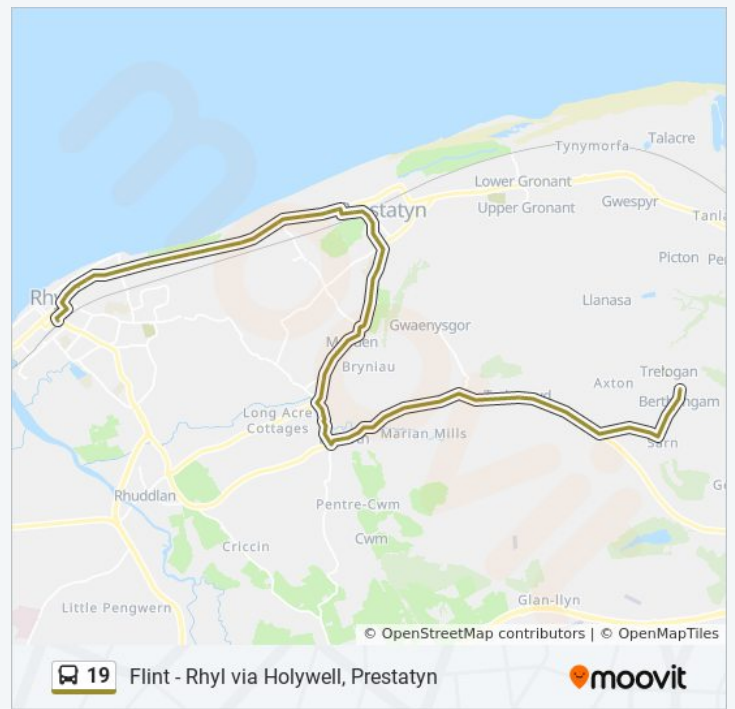 Talacre
Tynymorfa
Lower Gronant
Gwespyr
Upper Gronant
Picton
Llanasa
Gwaenysgor
Bryniau
Trelogan
Axton
Long Acre
Cottages
Marian Mills
Rhuddlan
Pentre-Cwm
Cwm
Criccin
Glan-llyn
Little Pengwern
© OpenStreetMap contributors | © OpenMapTiles
19 Flint - Rhyl via Holywell, Prestatyn
moovit